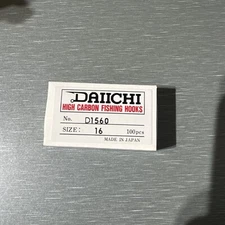 DAIICHI
HIGH CARBON FISHING HOOKS
No. D1560
SIZE: 16 100pcs
MADE IN JAPAN